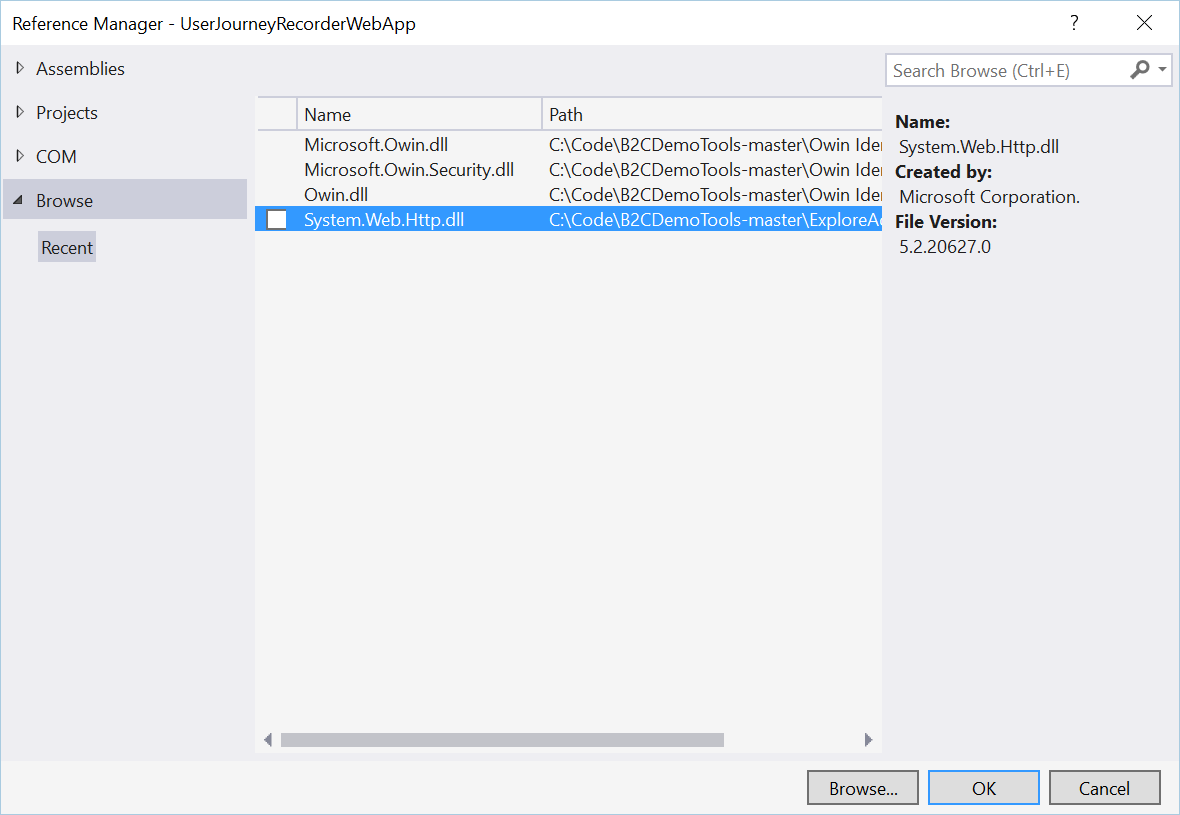 Reference Manager - UserJourneyRecorderWebApp
?
Assemblies
Projects
COM
Browse
Recent
Search Browse (Ctrl+E)
Name Path
Microsoft.Owin.dll C:\Code\B2CDemoTools-master\Owin Ide
Microsoft.Owin.Security.dll C:\Code\B2CDemoTools-master\Owin Ide
Owin.dll C:\Code\B2CDemoTools-master\Owin Ide
System.Web.Http.dll C:\Code\B2CDemoTools-master\ExploreA
Name:
System.Web.Http.dll
Created by:
Microsoft Corporation.
File Version:
5.2.20627.0
Browse... OK Cancel